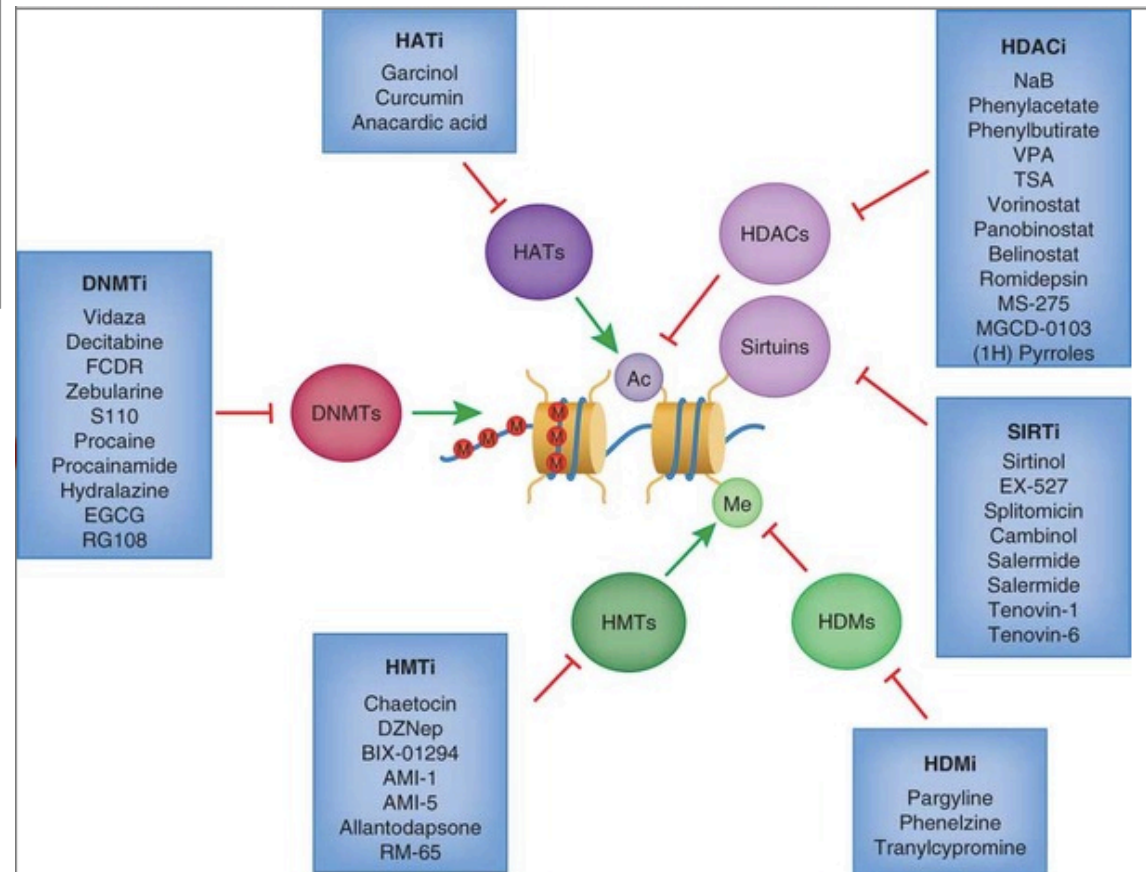 HATi
Garcinol
Curcumin
Anacardic acid
HDACi
NaB
Phenylacetate
Phenylbutirate
VPA
TSA
Vorinostat
Panobinostat
Belinostat
Romidepsin
MS-275
MGCD-0103
(1H) Pyrroles
HATs
HDACs
Sirtuins
Ac
DNMTi
Vidaza
Decitabine
FCDR
Zebularine
S110
Procaine
Procainamide
Hydralazine
EGCG
RG108
DNMTs
M
M
M
M
M
M
Me
SIRTi
Sirtinol
EX-527
Splitomicin
Cambinol
Salermide
Salermide
Tenovin-1
Tenovin-6
HMTs
HDMs
HMTi
Chaetocin
DZNep
BIX-01294
AMI-1
AMI-5
Allantodapsone
RM-65
HDMi
Pargyline
Phenelzine
Tranylcypromine